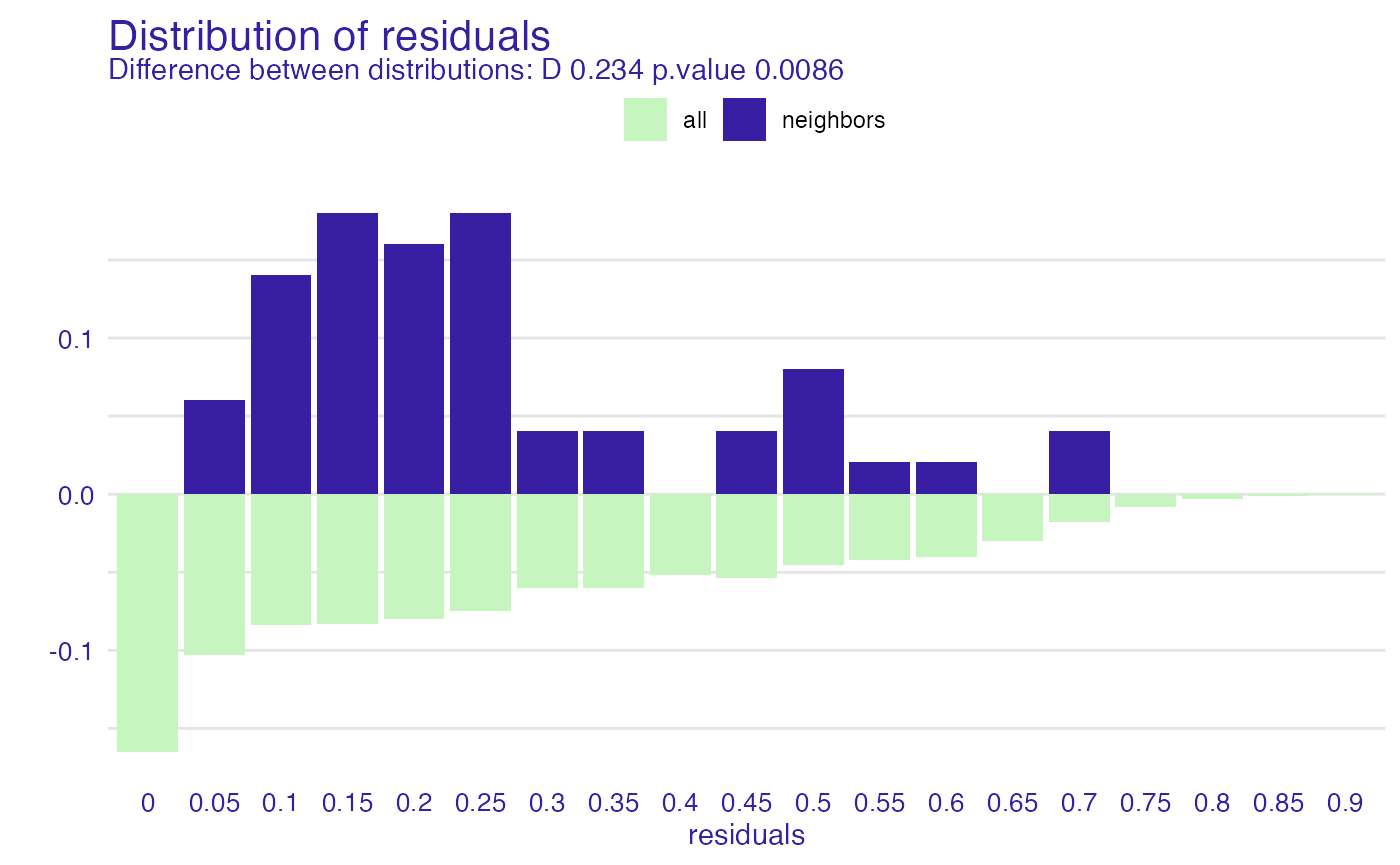 Distribution of residuals
Difference between distributions: D 0.234 p.value 0.0086
all neighbors
0.1
0.0
-0.1
0 0.05 0.1 0.15 0.2 0.25 0.3 0.35 0.4 0.45 0.5 0.55 0.6 0.65 0.7 0.75 0.8 0.85 0.9
residuals